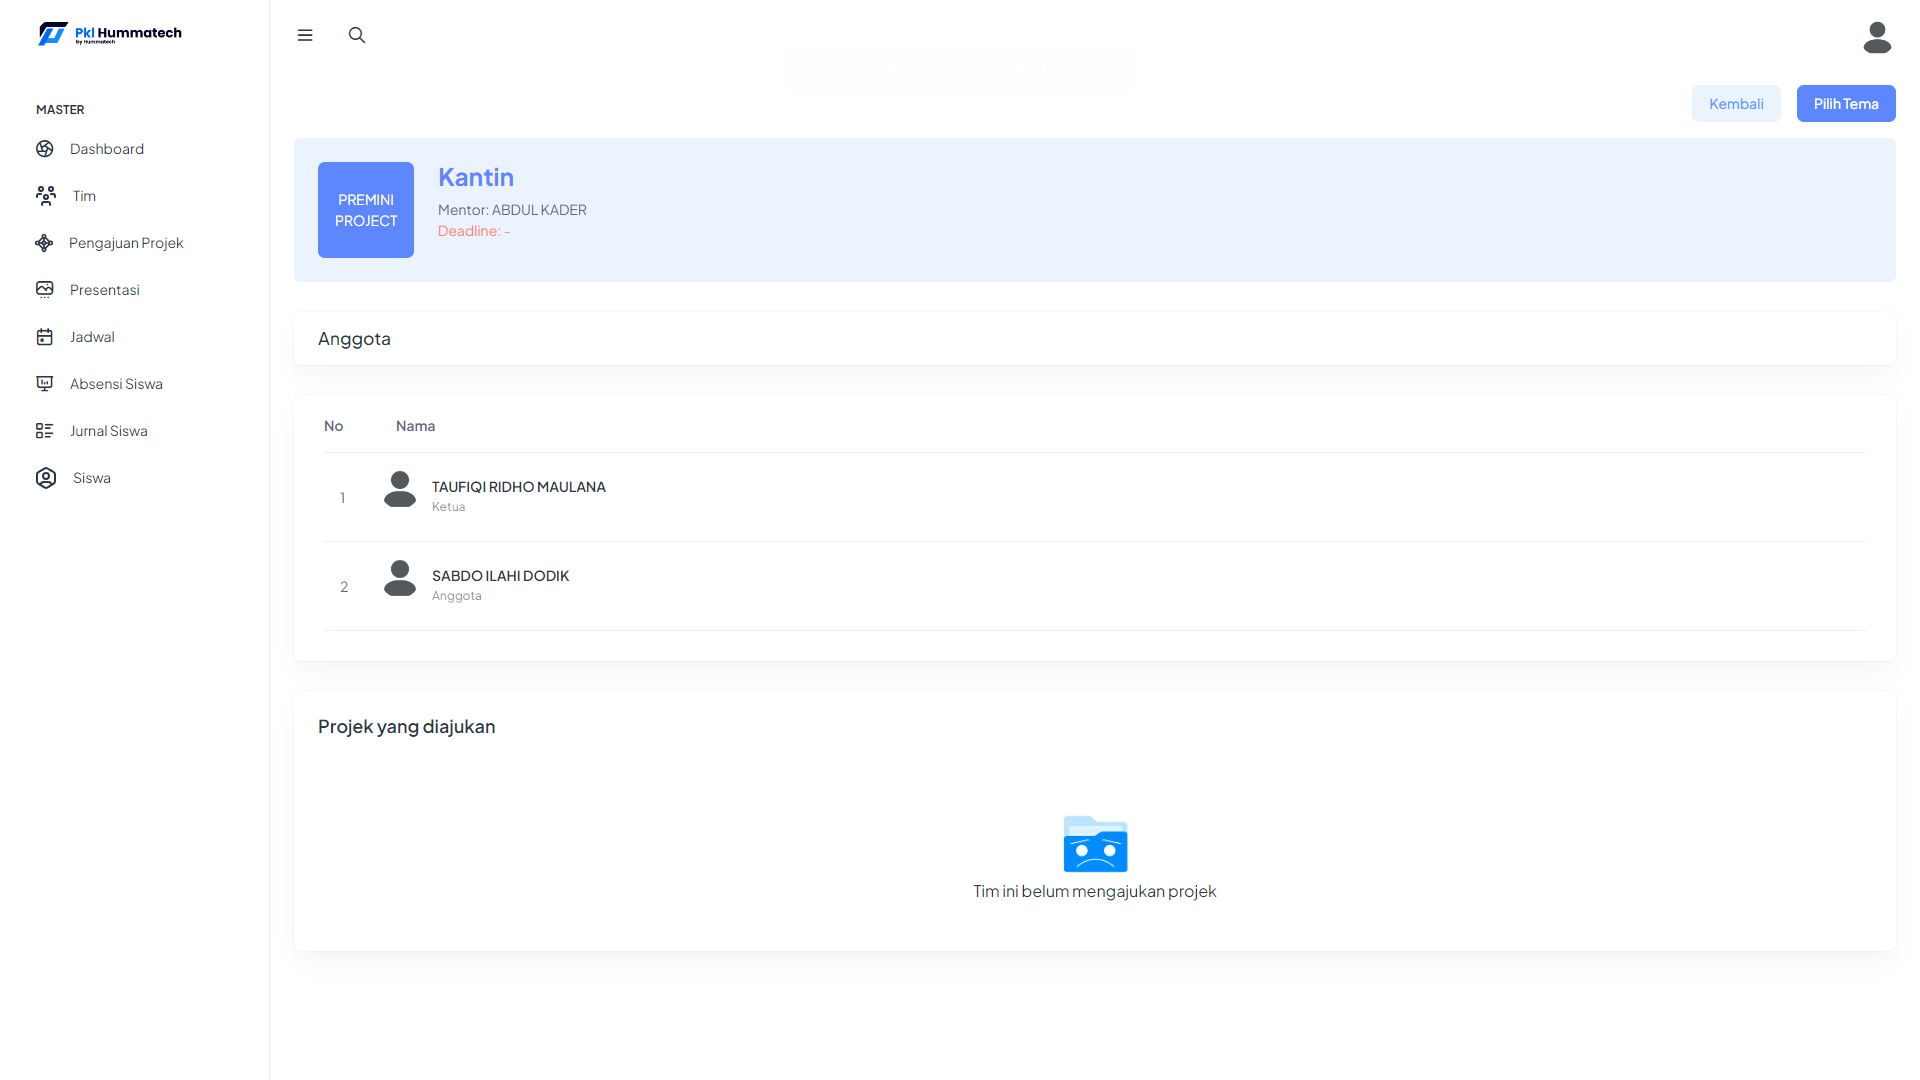 Pkl Hummatech
by Hummatech
MASTER
Dashboard
Tim
Pengajuan Projek
Presentasi
Jadwal
Absensi Siswa
Jurnal Siswa
Siswa
Kembali
Pilih Tema
PREMINI
PROJECT
Kantin
Mentor: ABDUL KADER
Deadline: -
Anggota
No Nama
1 TAUFIQI RIDHO MAULANA
Ketua
2 SABDO ILAHI DODIK
Anggota
Projek yang diajukan
Tim ini belum mengajukan projek